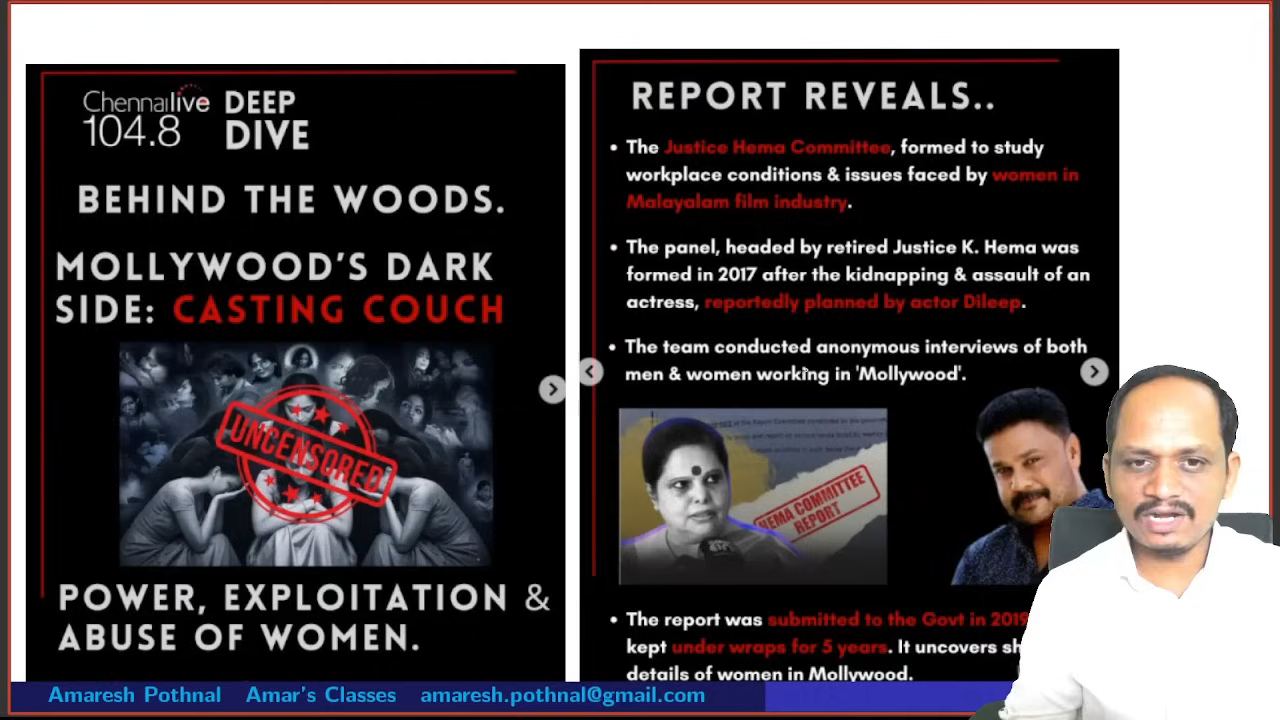 Chennailive
104.8
DEEP
DIVE
BEHIND THE WOODS.
MOLLYWOOD'S DARK
SIDE: CASTING COUCH
UNCENSORED
POWER, EXPLOITATION &
ABUSE OF WOMEN.
REPORT REVEALS..
• The Justice Hema Committee, formed to study
workplace conditions & issues faced by women in
Malayalam film industry.
• The panel, headed by retired Justice K. Hema was
formed in 2017 after the kidnapping & assault of an
actress, reportedly planned by actor Dileep.
• The team conducted anonymous interviews of both
men & women working in 'Mollywood'.
HEMA COMMITTEE
REPORT
• The report was submitted to the Govt in 2019
kept under wraps for 5 years. It uncovers
details of women in Mollywood.
Amaresh Pothnal Amar's Classes amaresh.pothnal@gmail.com